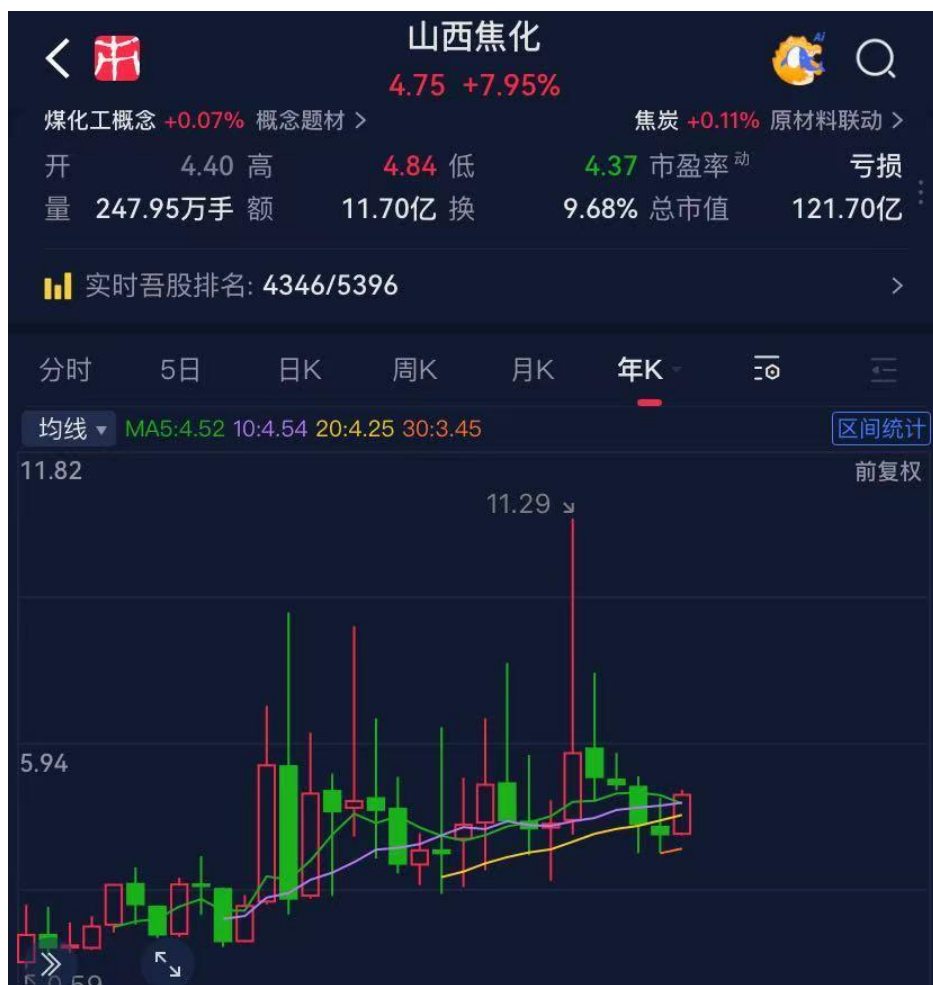 山西焦化
Ai
4.75 +7.95%
煤化工概念 +0.07% 概念题材 > 焦炭 +0.11% 原材料联动 >
开 4.40 高 4.84 低 4.37 市盈率动 亏损
量 247.95万手 额 11.70亿 换 9.68% 总市值 121.70亿
实时吾股排名: 4346/5396 >
分时 5日 日K 周K 月K 年K
均线 MA5:4.52 10:4.54 20:4.25 30:3.45 区间统计
11.82 前复权
11.29
5.94